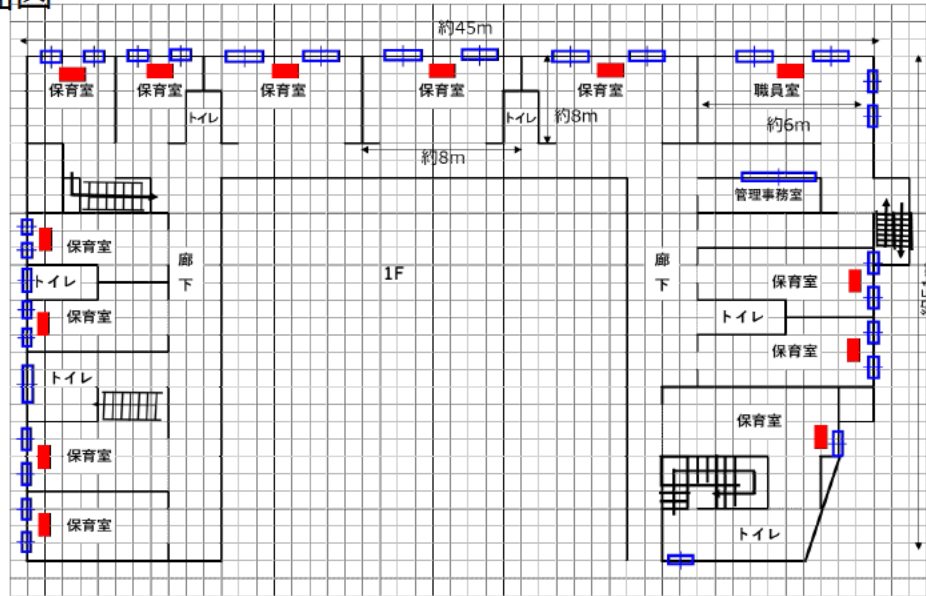 約45m
保育室
保育室
保育室
保育室
保育室
職員室
トイレ
トイレ
約8m
約6m
約8m
管理事務室
保育室
廊下
1F
廊下
トイレ
保育室
保育室
トイレ
保育室
トイレ
保育室
保育室
保育室
トイレ